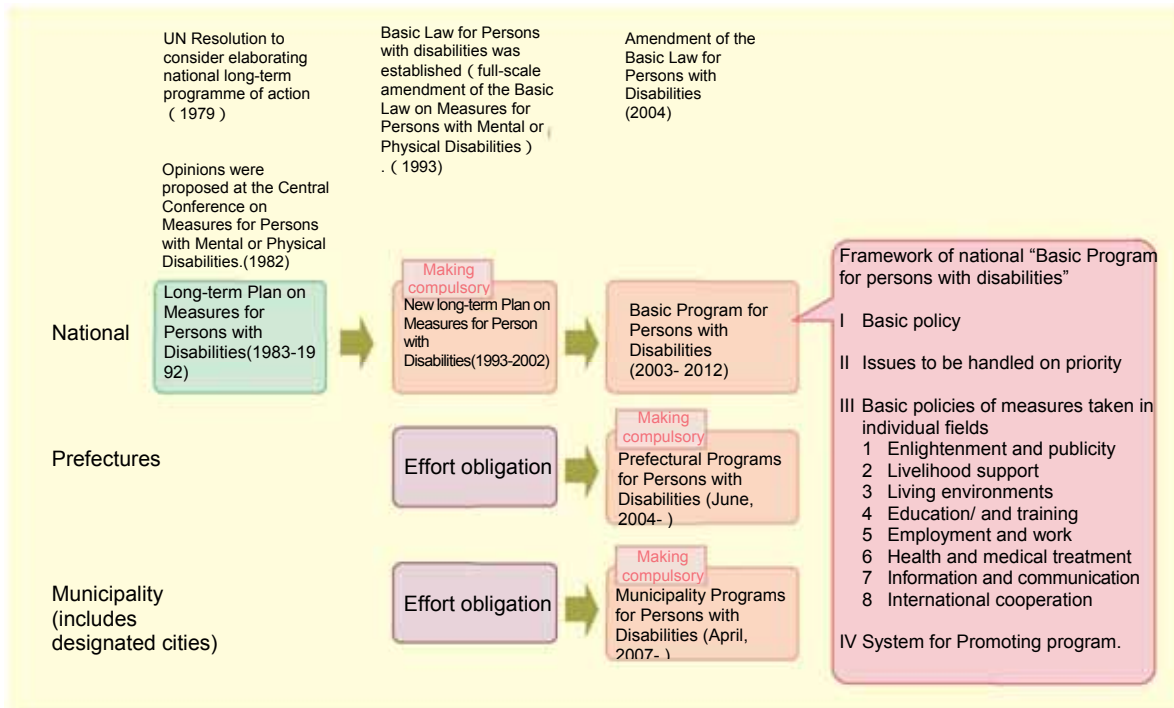 UN Resolution to
consider elaborating
national long-term
programme of action
( 1979 )
Opinions were
proposed at the Central
Conference on
Measures for Persons
with Mental or Physical
Disabilities.(1982)
Basic Law for Persons
with disabilities was
established ( full-scale
amendment of the Basic
Law on Measures for
Persons with Mental or
Physical Disabilities )
. ( 1993)
Amendment of the
Basic Law for
Persons with
Disabilities
(2004)
National
Long-term Plan on
Measures for
Persons with
Disabilities(1983-19
92)
Making
compulsory
New long-term Plan on
Measures for Person
with
Disabilities(1993-2002)
Basic Program for
Persons with
Disabilities
(2003- 2012)
Prefectures
Effort obligation
Making
compulsory
Prefectural Programs
for Persons with
Disabilities (June,
2004- )
Municipality
(includes
designated cities)
Effort obligation
Making
compulsory
Municipality Programs
for Persons with
Disabilities (April,
2007- )
Framework of national “Basic Program
for persons with disabilities”
I Basic policy
II Issues to be handled on priority
III Basic policies of measures taken in
individual fields
1 Enlightenment and publicity
2 Livelihood support
3 Living environments
4 Education/ and training
5 Employment and work
6 Health and medical treatment
7 Information and communication
8 International cooperation
IV System for Promoting program.